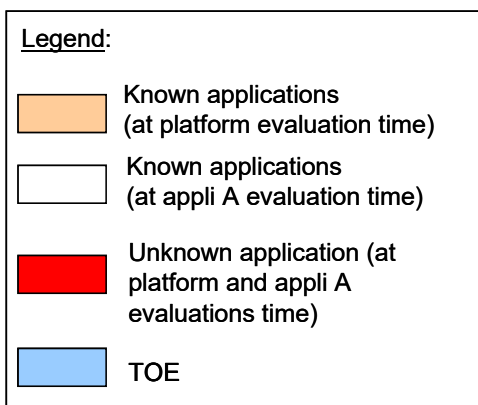 Legend:
Known applications
(at platform evaluation time)
Known applications
(at appli A evaluation time)
Unknown application (at
platform and appli A
evaluations time)
TOE